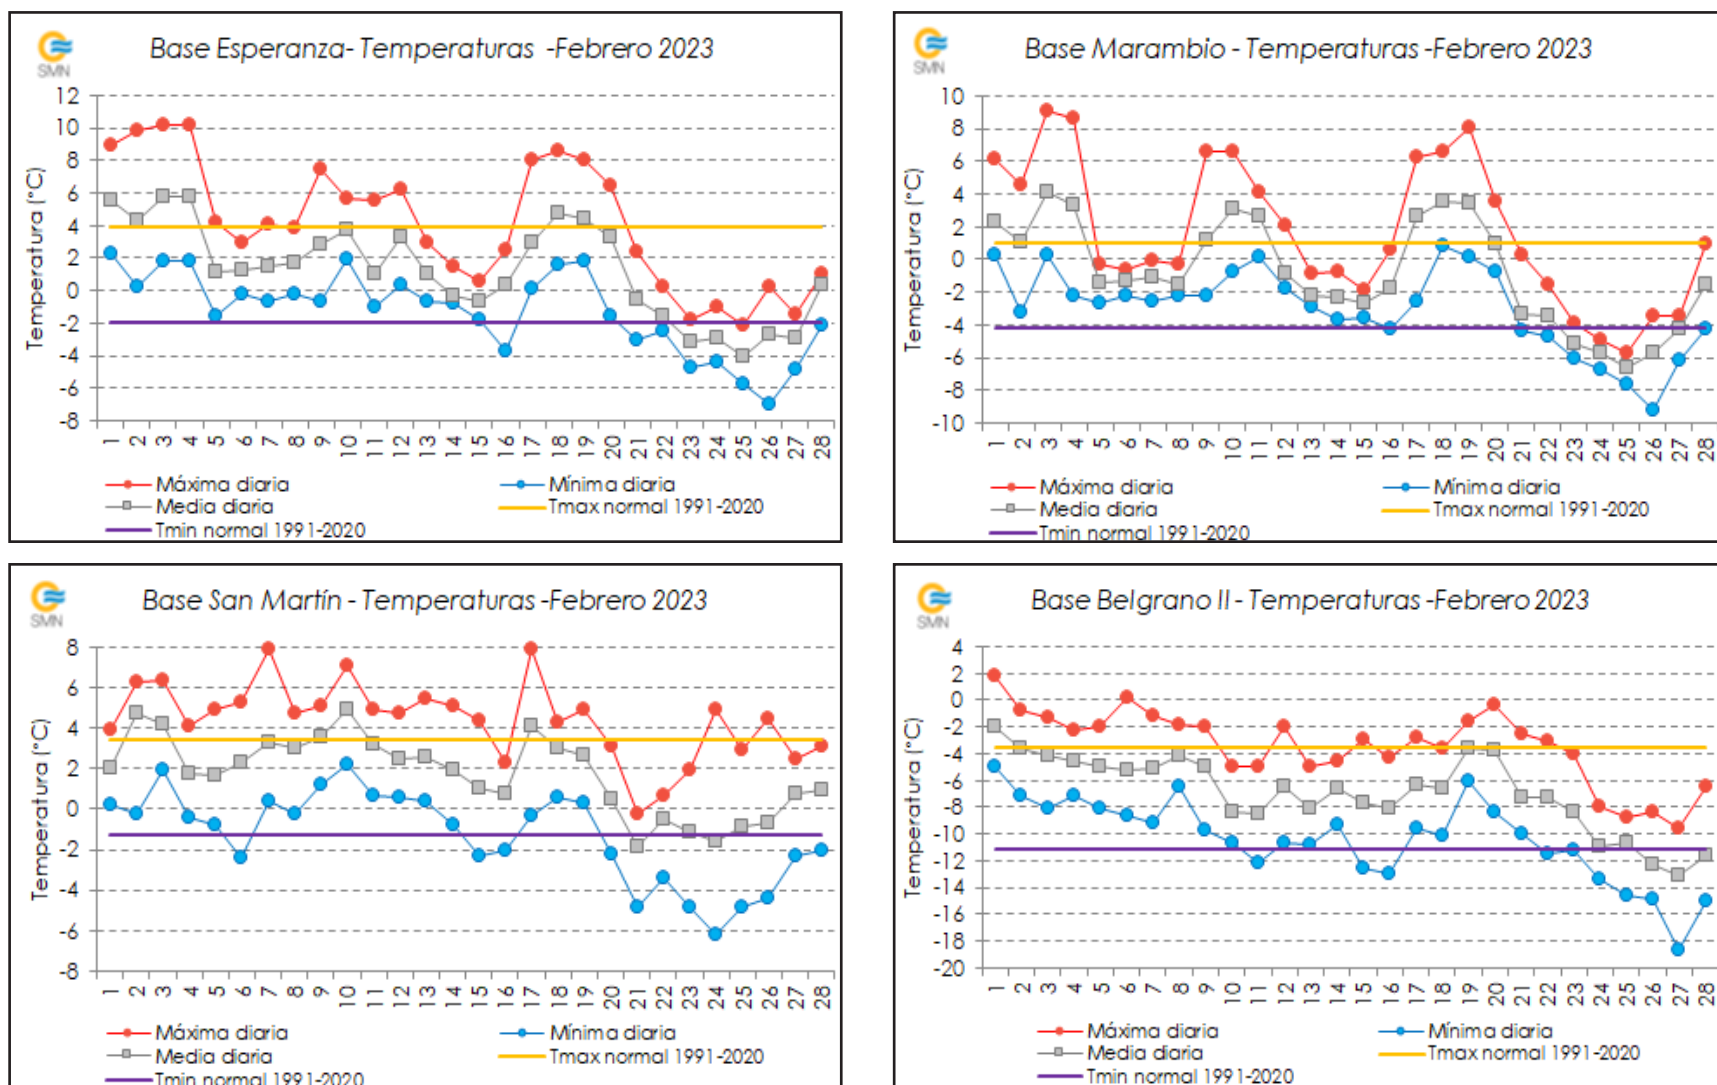 SMN
Base Esperanza- Temperaturas -Febrero 2023
Temperatura (°C)
12
10
8
6
4
2
0
-2
-4
-6
-8
1 2 3 4 5 6 7 8 9 10 11 12 13 14 15 16 17 18 19 20 21 22 23 24 25 26 27 28
Máxima diaria Mínima diaria
Media diaria Tmax normal 1991-2020
Tmin normal 1991-2020
SMN
Base Marambio - Temperaturas -Febrero 2023
Temperatura (°C)
10
8
6
4
2
0
-2
-4
-6
-8
-10
1 2 3 4 5 6 7 8 9 10 11 12 13 14 15 16 17 18 19 20 21 22 23 24 25 26 27 28
Máxima diaria Mínima diaria
Media diaria Tmax normal 1991-2020
Tmin normal 1991-2020
SMN
Base San Martín - Temperaturas -Febrero 2023
Temperatura (°C)
8
6
4
2
0
-2
-4
-6
-8
1 2 3 4 5 6 7 8 9 10 11 12 13 14 15 16 17 18 19 20 21 22 23 24 25 26 27 28
Máxima diaria Mínima diaria
Media diaria Tmax normal 1991-2020
Tmin normal 1991-2020
SMN
Base Belgrano II - Temperaturas -Febrero 2023
Temperatura (°C)
4
2
0
-2
-4
-6
-8
-10
-12
-14
-16
-18
-20
1 2 3 4 5 6 7 8 9 10 11 12 13 14 15 16 17 18 19 20 21 22 23 24 25 26 27 28
Máxima diaria Mínima diaria
Media diaria Tmax normal 1991-2020
Tmin normal 1991-2020